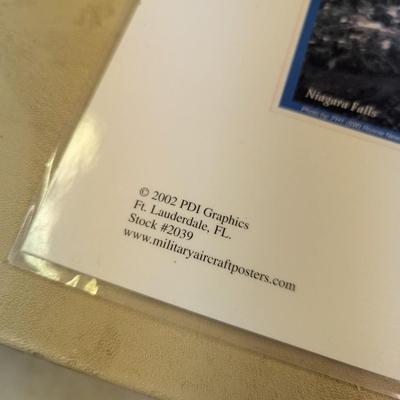 Niagara Falls
© 2002 PDI Graphics
Ft. Lauderdale, FL.
Stock #2039
www.militaryaircraftposters.com